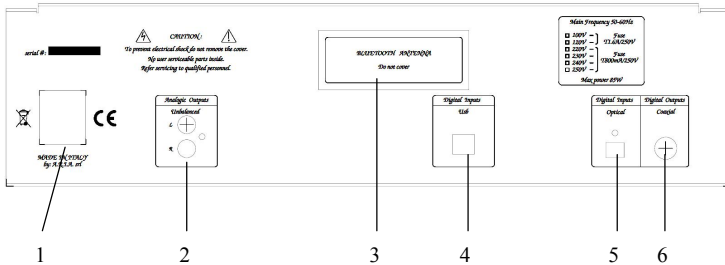 serial #:
CAUTION:
To prevent electrical shock do not remove the cover.
No user serviceable parts inside.
Refer servicing to qualified personnel.
BLUETOOTH ANTENNA
Do not cover
Main Frequency 50-60Hz
100V
120V
Fuse
T1.6A/250V
220V
230V
240V
250V
Fuse
T800mA/250V
Max power 85W
MADE IN ITALY
by: A.R.I.A. srl
CE
Analogic Outputs
Unbalanced
L
R
Digital Inputs
Usb
Digital Inputs
Optical
Digital Outputs
Coaxial
1
2
3
4
5
6